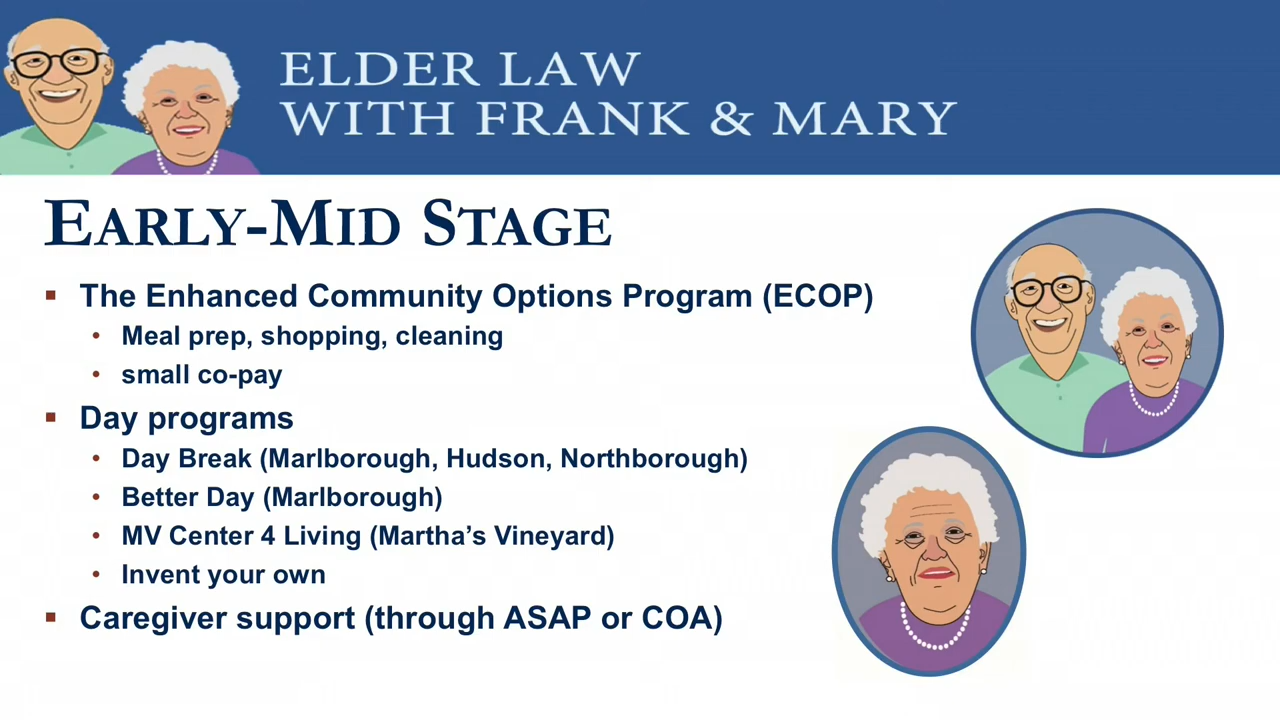 ELDER LAW
WITH FRANK & MARY
EARLY-MID STAGE
▪ The Enhanced Community Options Program (ECOP)
• Meal prep, shopping, cleaning
• small co-pay
▪ Day programs
• Day Break (Marlborough, Hudson, Northborough)
• Better Day (Marlborough)
• MV Center 4 Living (Martha’s Vineyard)
• Invent your own
▪ Caregiver support (through ASAP or COA)